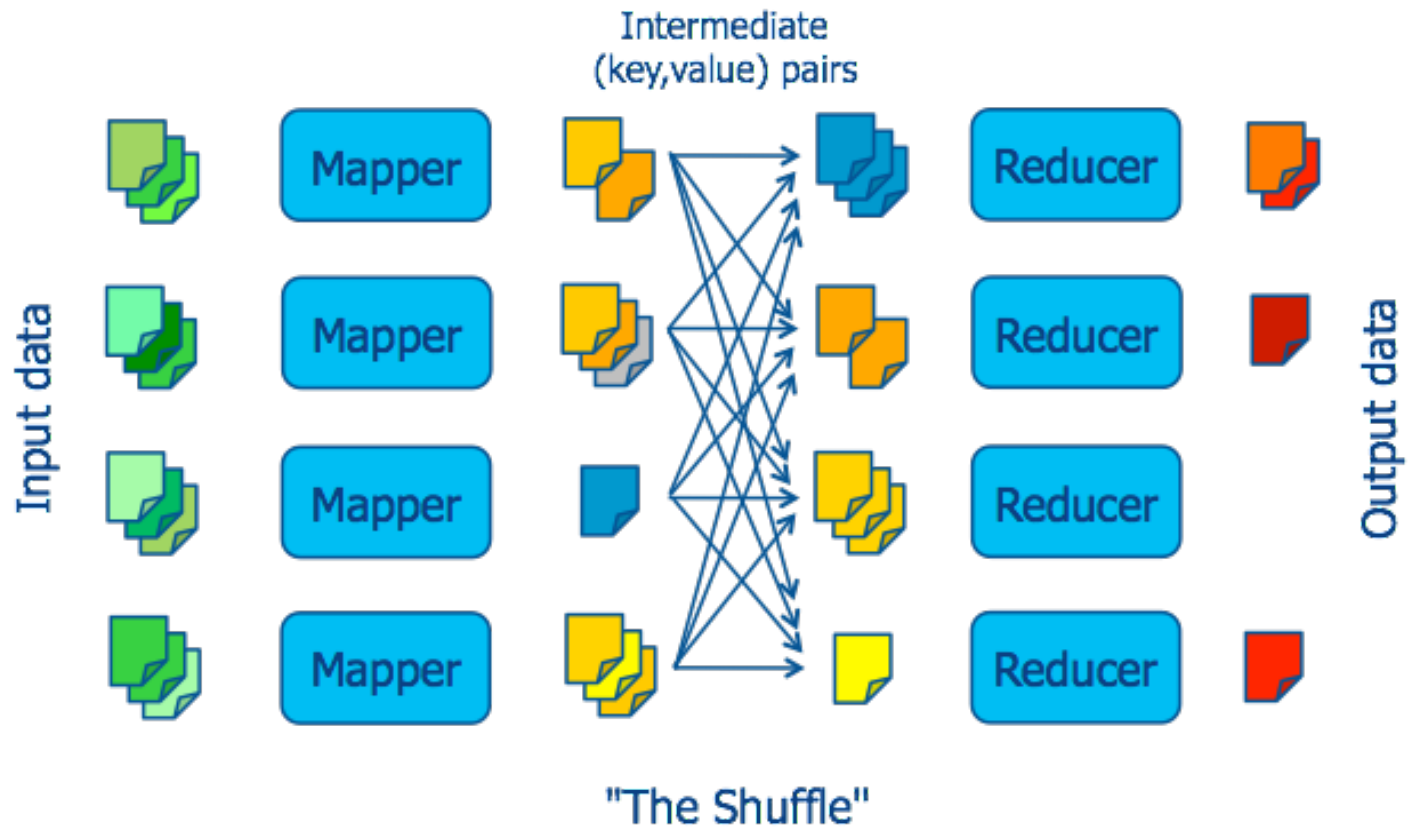 Intermediate
(key,value) pairs
Mapper
Reducer
Mapper
Reducer
Input data
Output data
Mapper
Reducer
Mapper
Reducer
"The Shuffle"